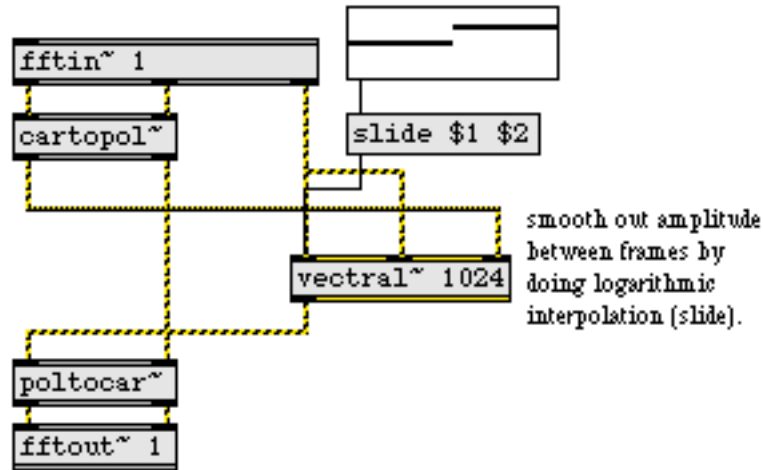 fftin~ 1
cartopol~
slide $1 $2
smooth out amplitude
between frames by
doing logarithmic
interpolation (slide).
vectral~ 1024
poltocar~
fftout~ 1